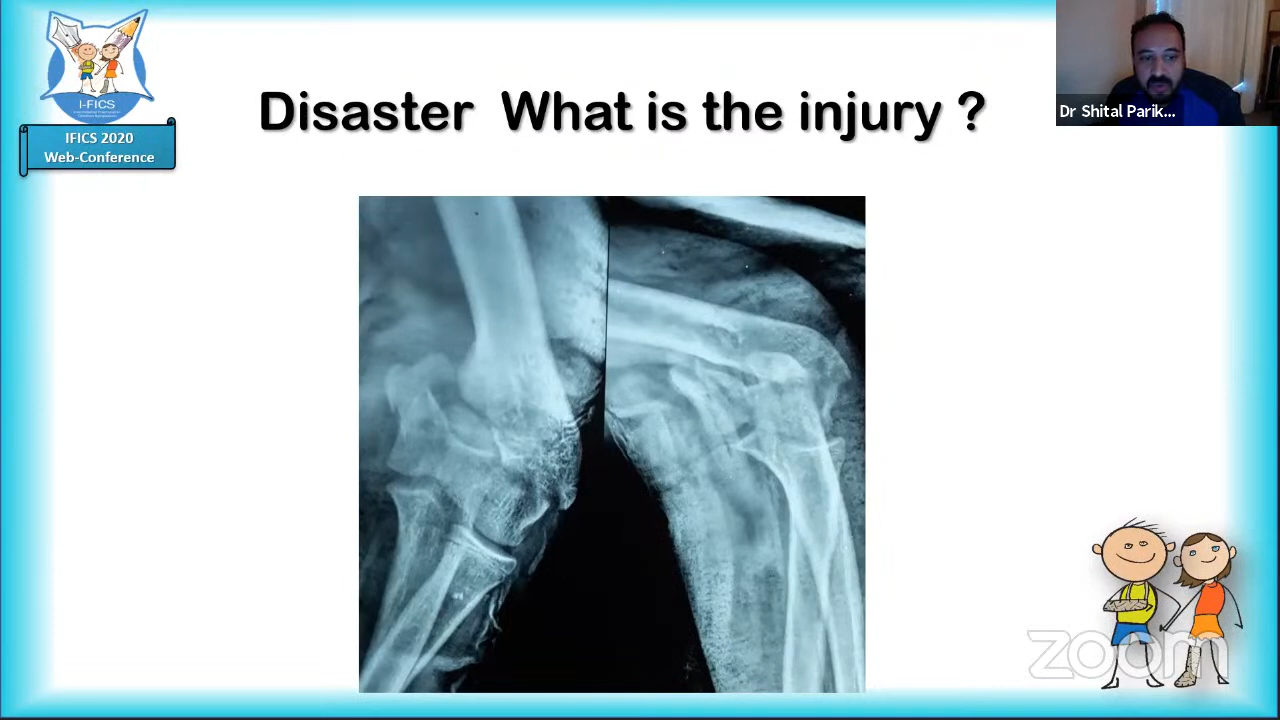 I-FICS
IFICS 2020
Web-Conference
Disaster What is the injury ?
Dr Shital Parik...
zoom